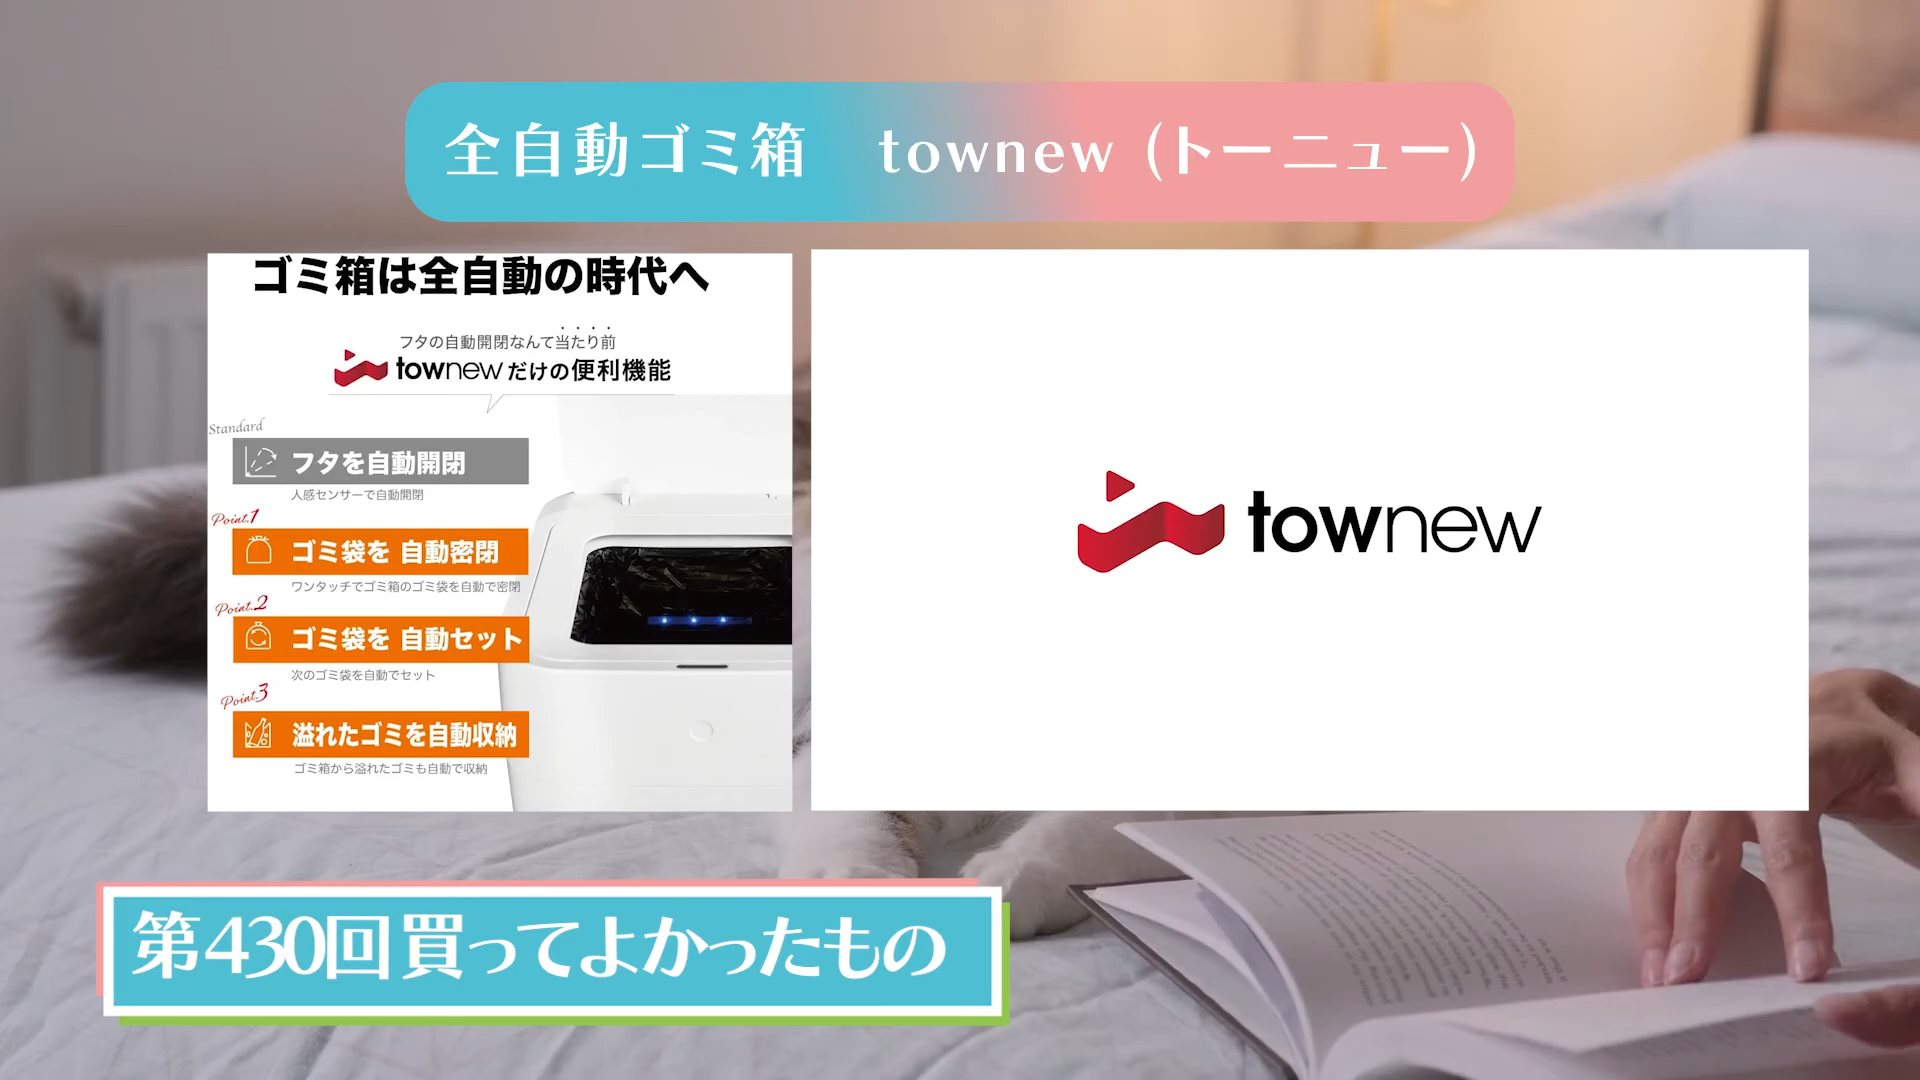 全自動ゴミ箱　townew（トーニュー）
ゴミ箱は全自動の時代へ
フタの自動開閉なんて当たり前
townewだけの便利機能
Standard
フタを自動開閉
人感センサーで自動開閉
Point.1
ゴミ袋を 自動密閉
ワンタッチでゴミ箱のゴミ袋を自動で密閉
Point.2
ゴミ袋を 自動セット
次のゴミ袋を自動でセット
Point.3
溢れたゴミを自動収納
ゴミ箱から溢れたゴミも自動で収納
townew
第430回 買ってよかったもの